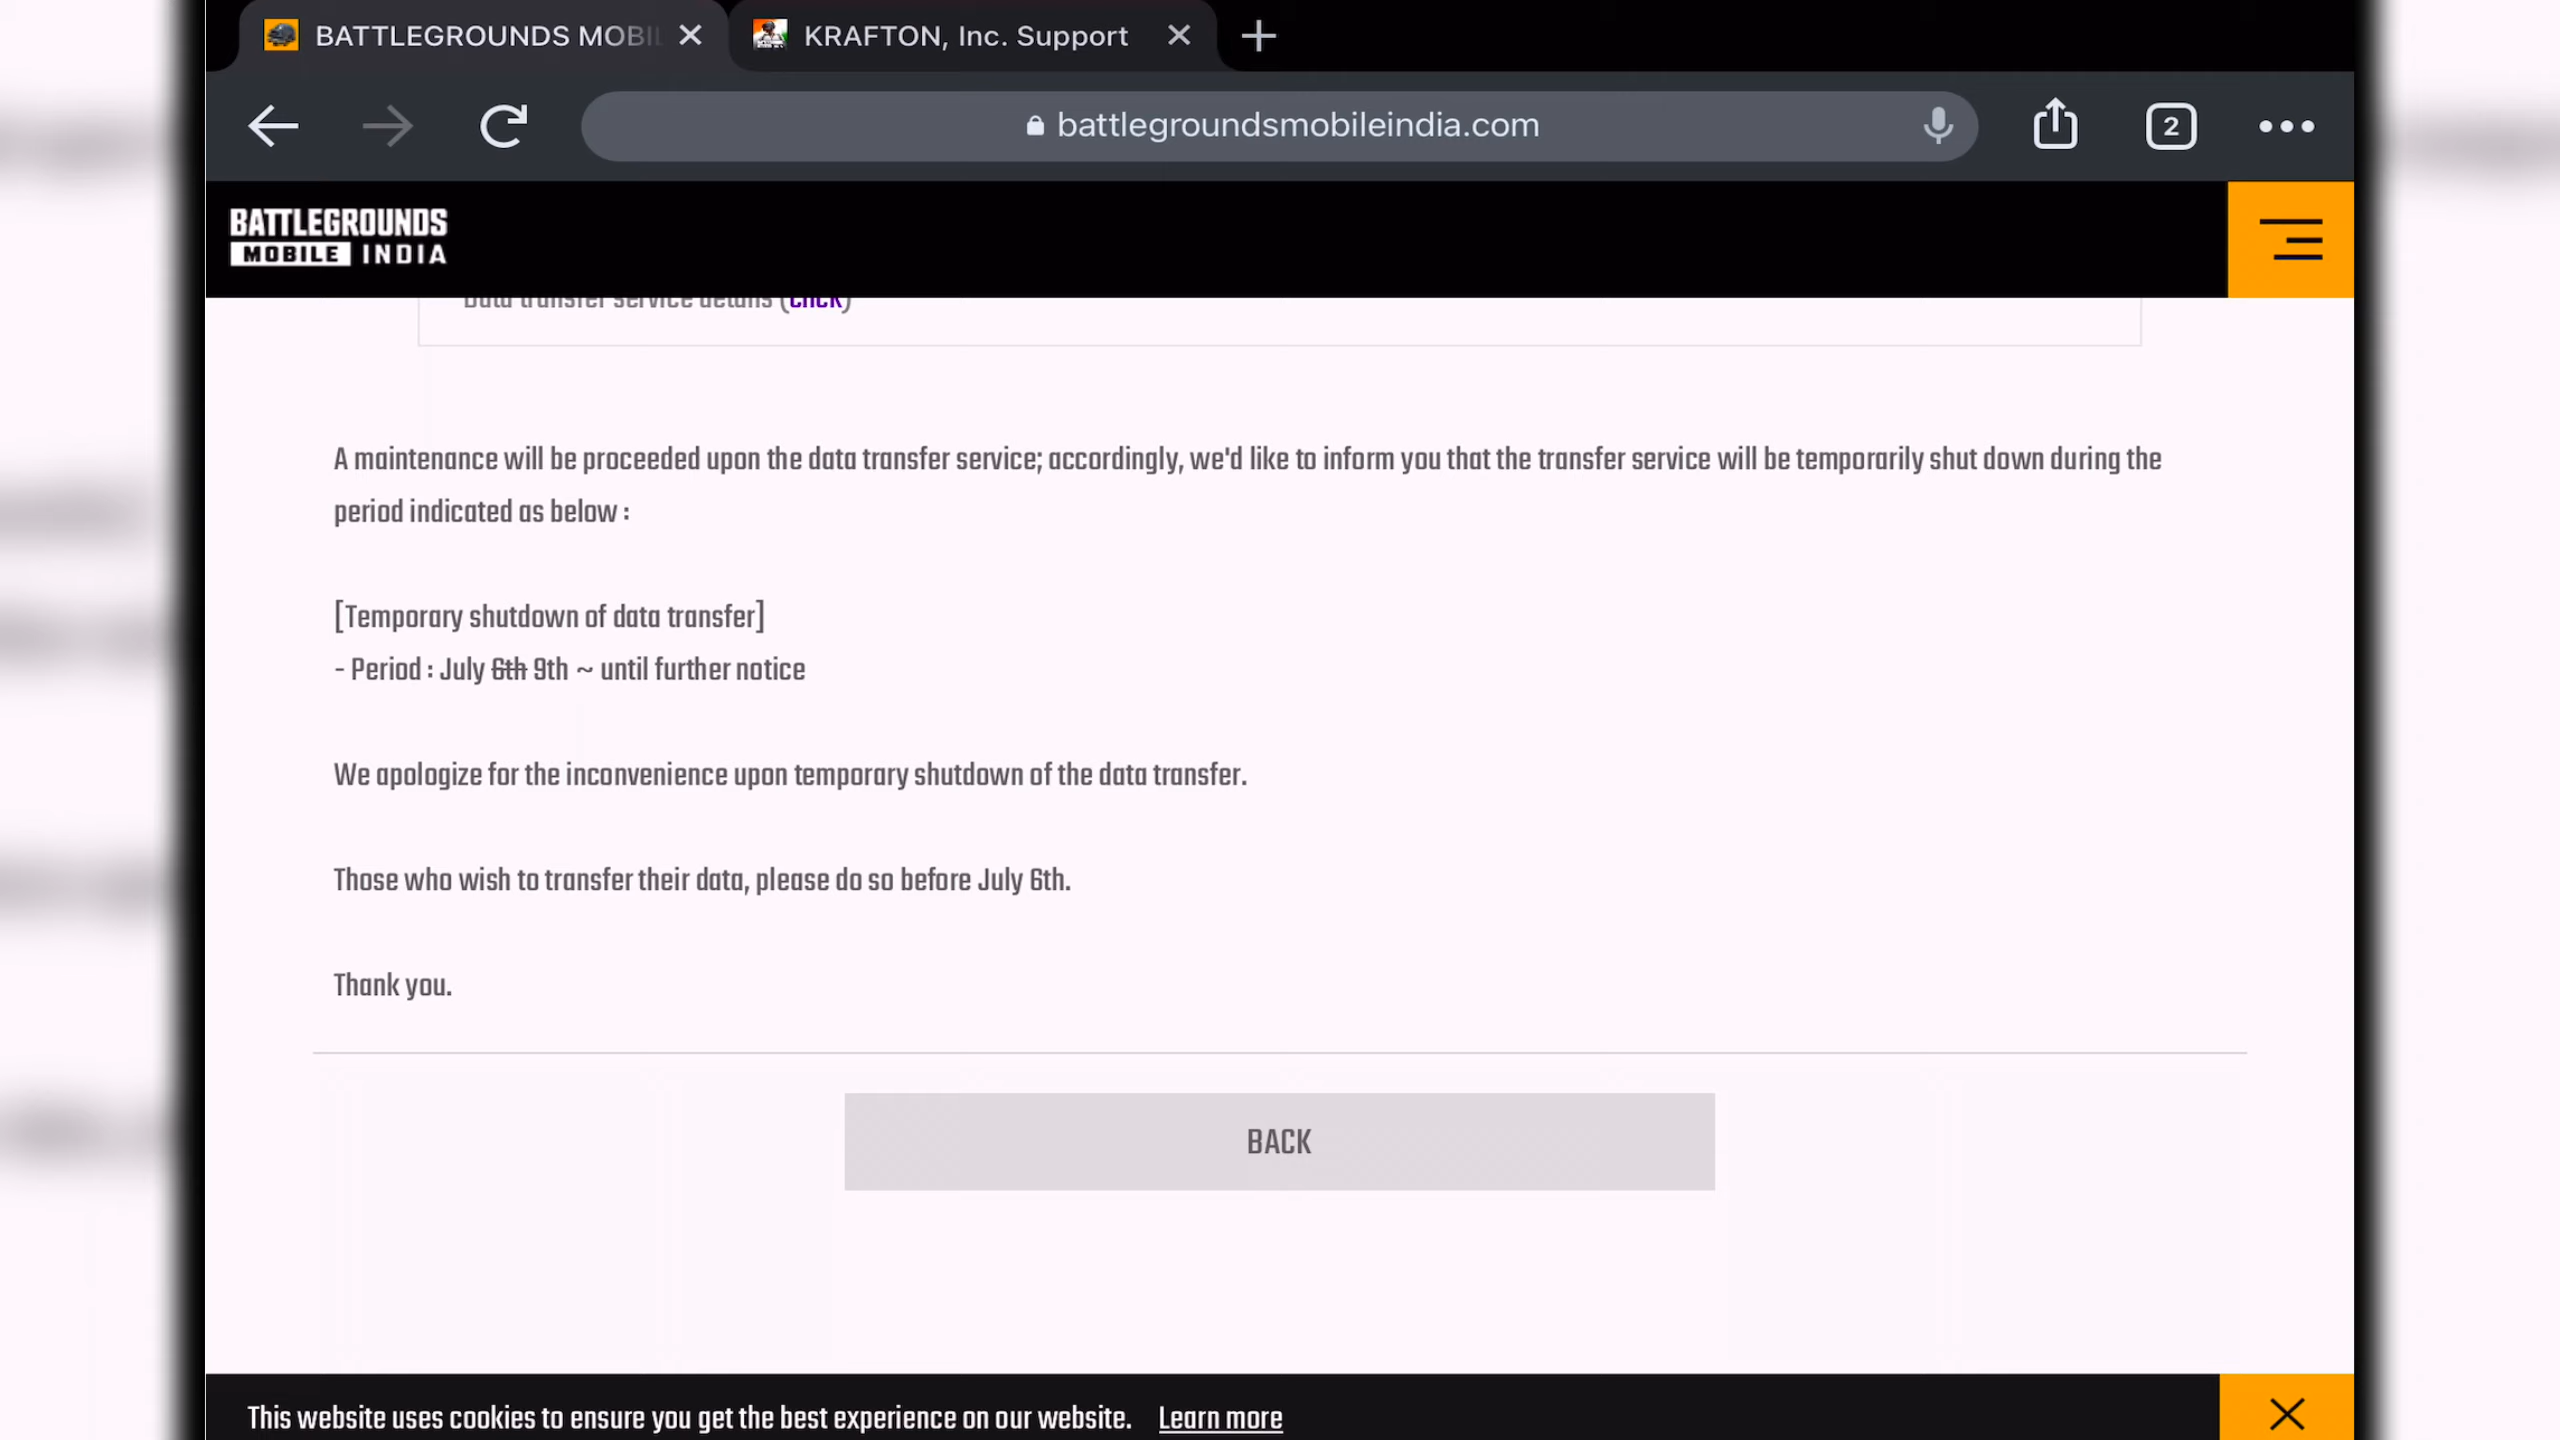 BATTLEGROUNDS MOBIL
KRAFTON, Inc. Support
battlegroundsmobileindia.com
2
BATTLEGROUNDS
MOBILE INDIA
Data transfer service details (click)
A maintenance will be proceeded upon the data transfer service; accordingly, we'd like to inform you that the transfer service will be temporarily shut down during the
period indicated as below :
[Temporary shutdown of data transfer]
- Period : July 6th 9th ~ until further notice
We apologize for the inconvenience upon temporary shutdown of the data transfer.
Those who wish to transfer their data, please do so before July 6th.
Thank you.
BACK
This website uses cookies to ensure you get the best experience on our website. Learn more